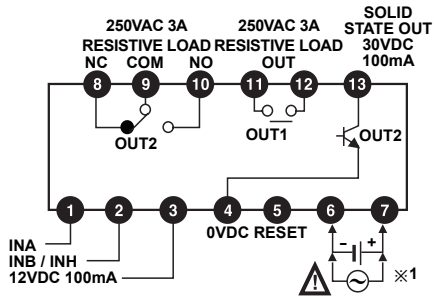 250VAC 3A
RESISTIVE LOAD
NC COM NO
250VAC 3A
RESISTIVE LOAD
OUT
SOLID
STATE OUT
30VDC
100mA
8 9 10 11 12 13
OUT2
OUT1
OUT2
1 2 3 4 5 6 7
0VDC RESET
INA
INB / INH
12VDC 100mA
- +
※1